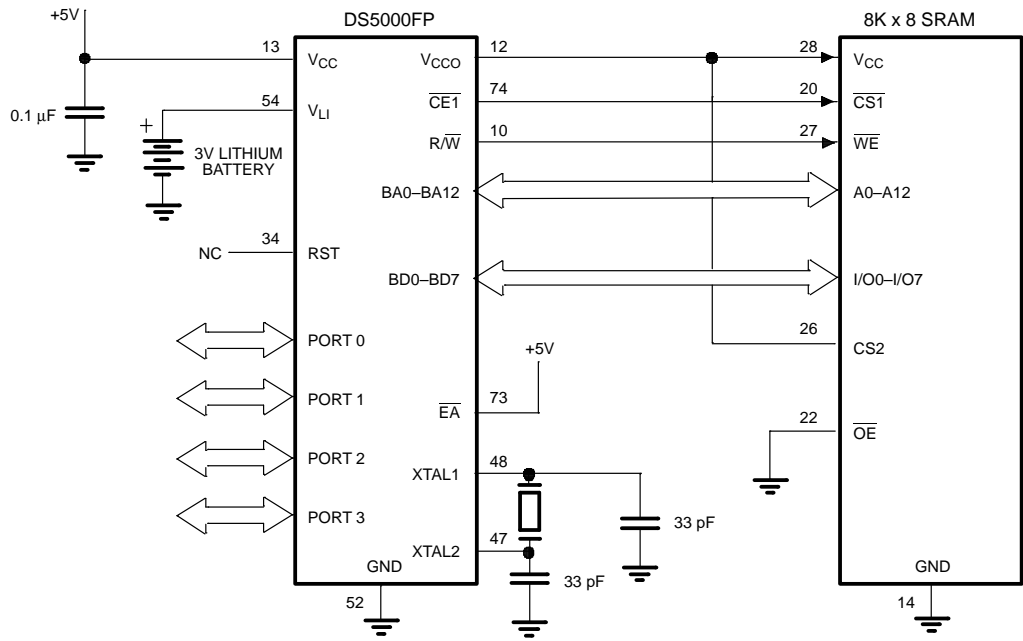 +5V
DS5000FP
8K x 8 SRAM
13
VCC
12
VCCO
28
VCC
0.1 µF
54
VLI
74
CE1
20
CS1
+
3V LITHIUM
BATTERY
10
R/W
27
WE
BA0–BA12
A0–A12
NC
34
RST
BD0–BD7
I/O0–I/O7
PORT 0
+5V
26
CS2
PORT 1
73
EA
22
OE
PORT 2
48
XTAL1
PORT 3
33 pF
47
XTAL2
GND
33 pF
GND
52
14